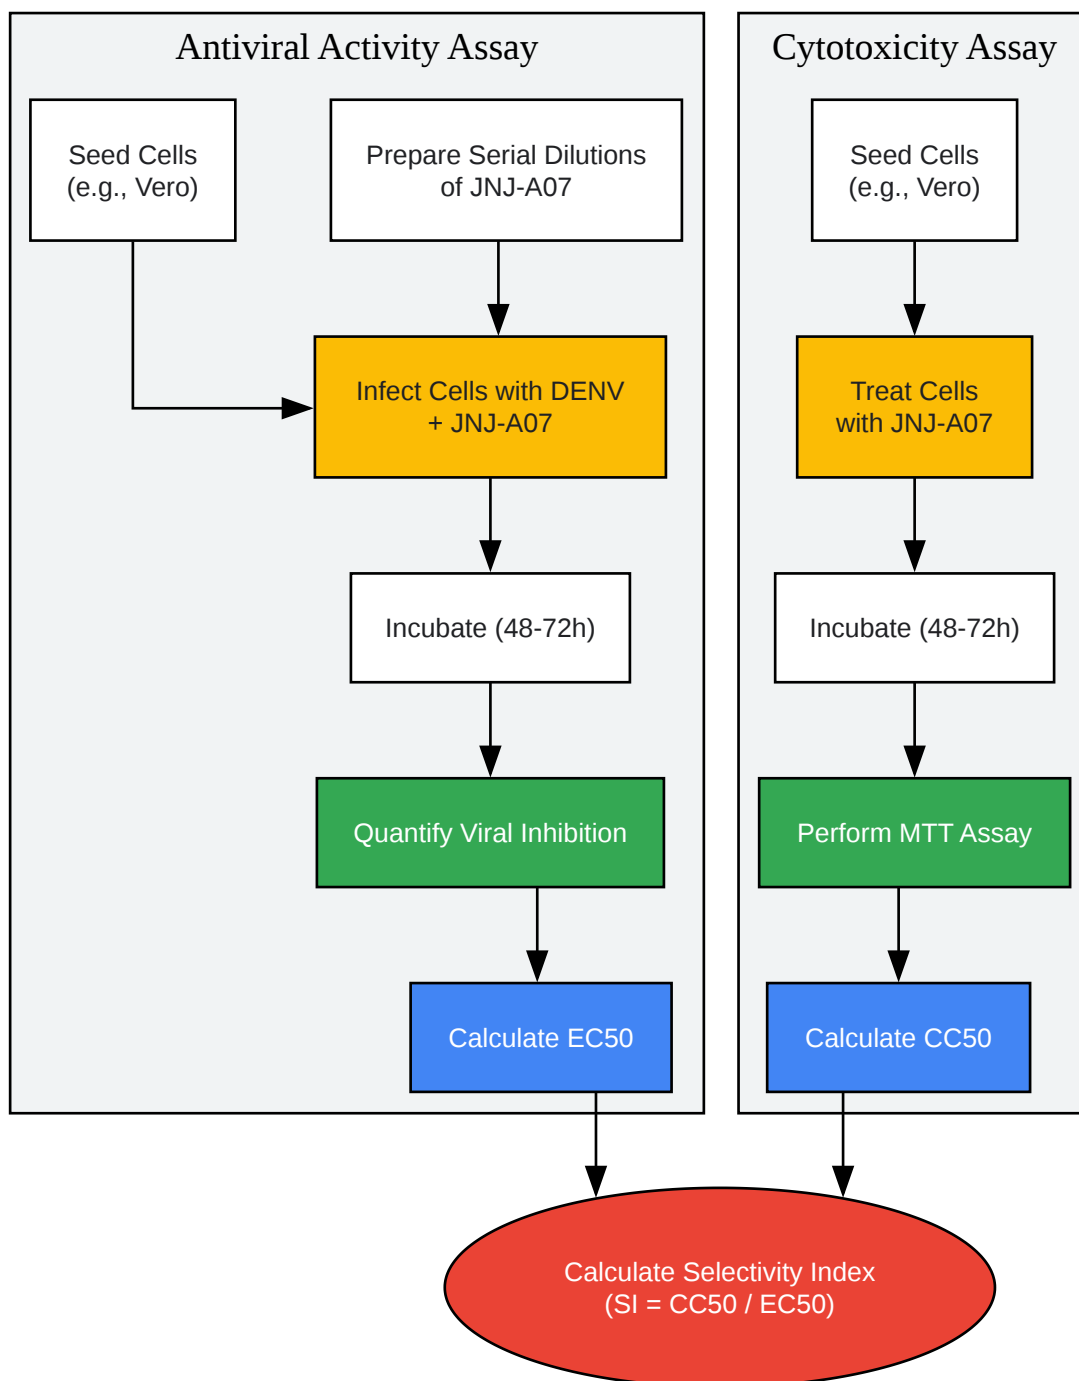 Antiviral Activity Assay
Seed Cells
(e.g., Vero)
Prepare Serial Dilutions
of JNJ-A07
Infect Cells with DENV
+ JNJ-A07
Incubate (48-72h)
Quantify Viral Inhibition
Calculate EC50
Cytotoxicity Assay
Seed Cells
(e.g., Vero)
Treat Cells
with JNJ-A07
Incubate (48-72h)
Perform MTT Assay
Calculate CC50
Calculate Selectivity Index
(SI = CC50 / EC50)